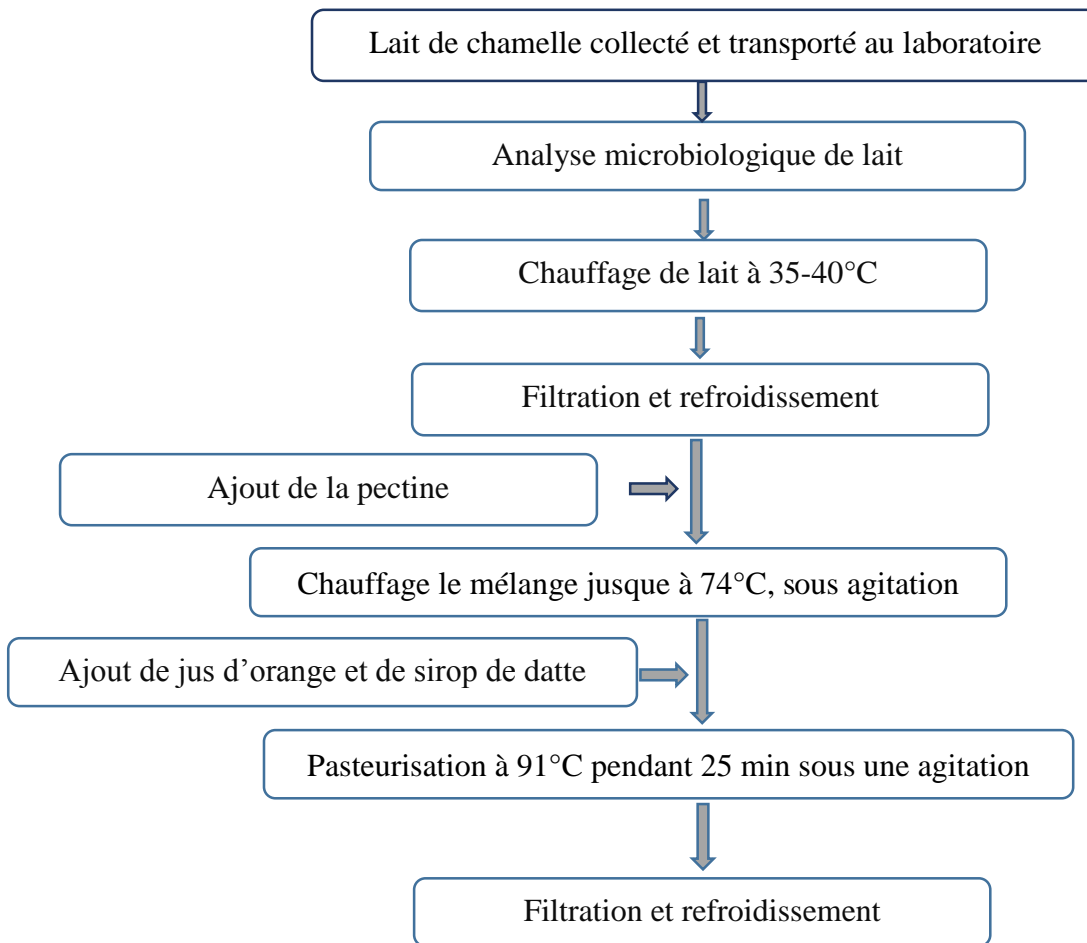 Lait de chamelle collecté et transporté au laboratoire
Analyse microbiologique de lait
Chauffage de lait à 35-40°C
Filtration et refroidissement
Ajout de la pectine
Chauffage le mélange jusque à 74°C, sous agitation
Ajout de jus d’orange et de sirop de datte
Pasteurisation à 91°C pendant 25 min sous une agitation
Filtration et refroidissement